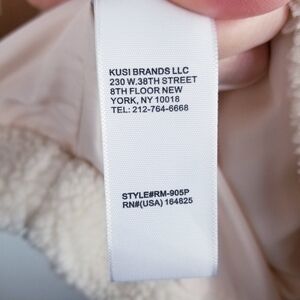 KUSI BRANDS LLC
230 W.38TH STREET
8TH FLOOR NEW
YORK, NY 10018
TEL: 212-764-6668
STYLE#RM-905P
RN#(USA) 164825